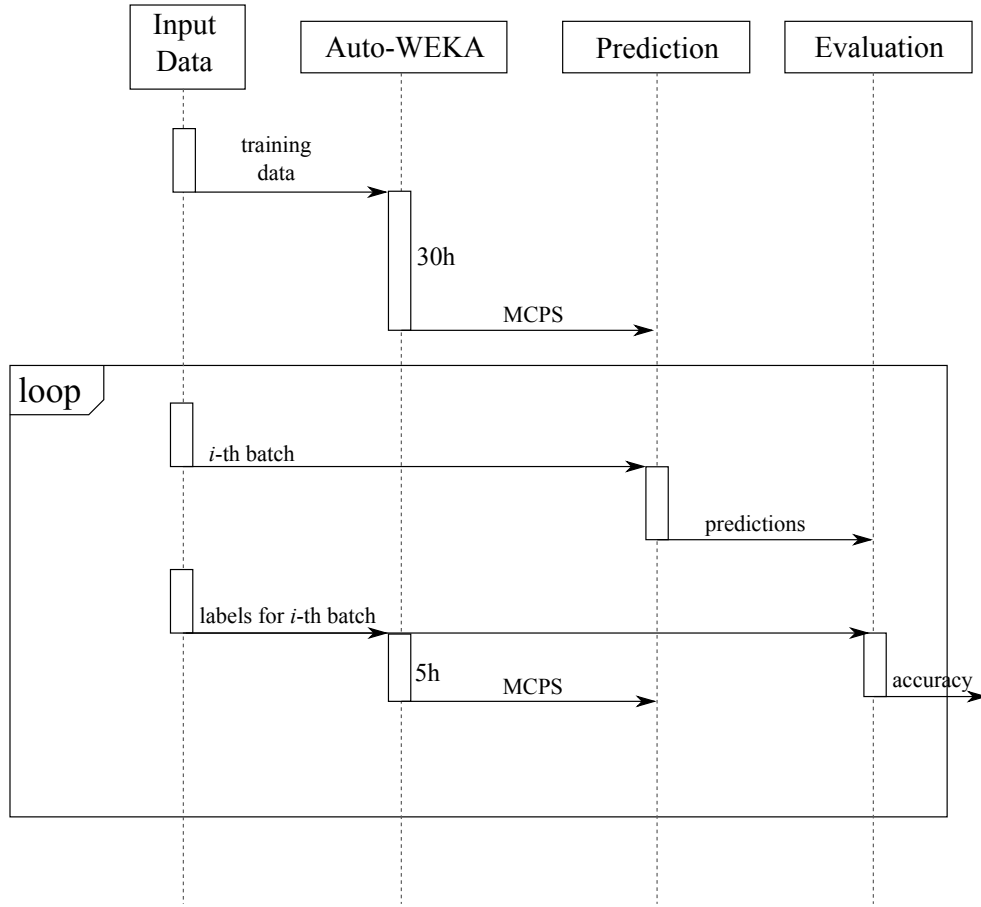 Input
Data
Auto-WEKA
Prediction
Evaluation
training
data
30h
MCPS
loop
i-th batch
predictions
labels for i-th batch
5h
MCPS
accuracy